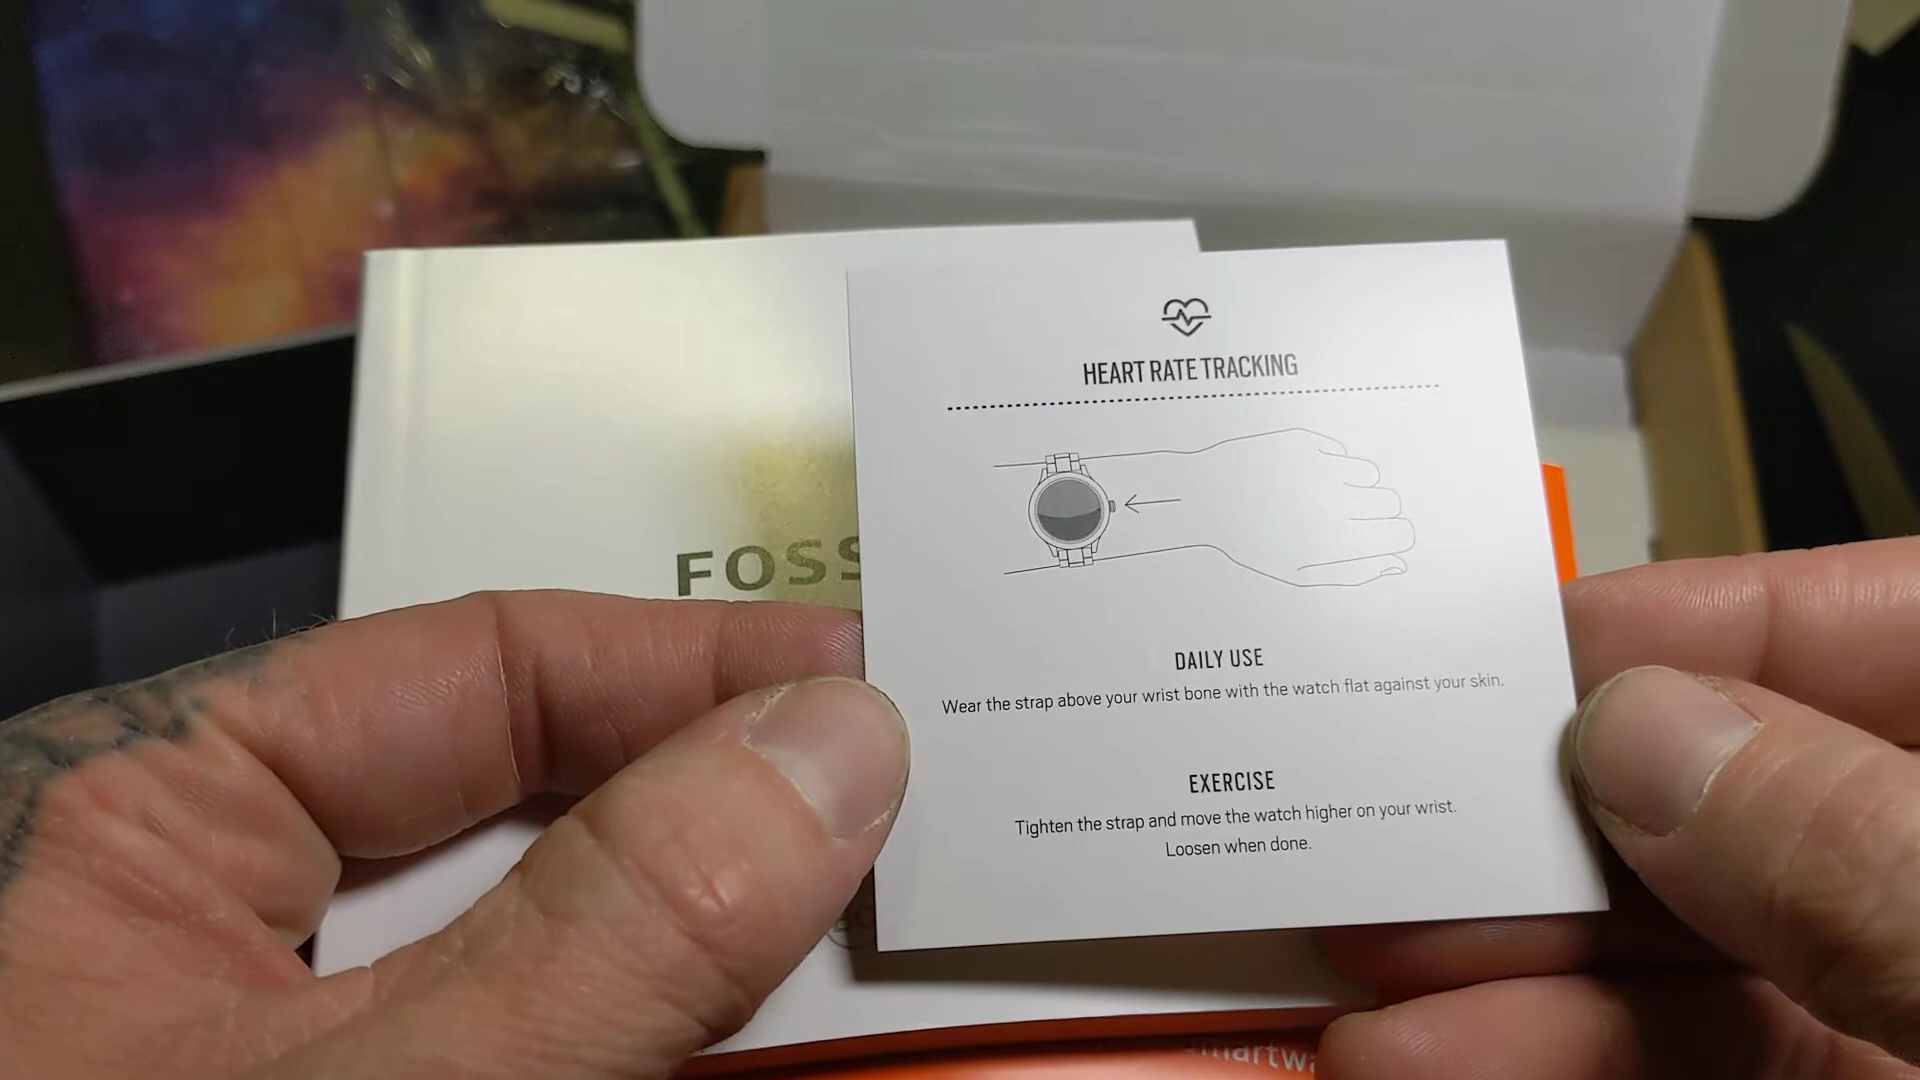 HEART RATE TRACKING
FOSS
DAILY USE
Wear the strap above your wrist bone with the watch flat against your skin.
EXERCISE
Tighten the strap and move the watch higher on your wrist.
Loosen when done.